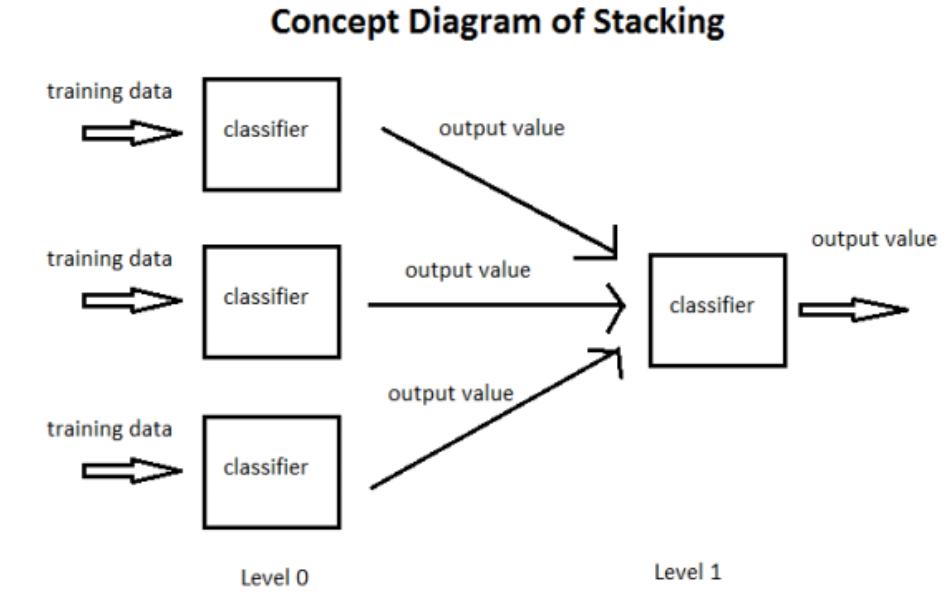 Concept Diagram of Stacking
training data
classifier
output value
training data
classifier
output value
classifier
output value
training data
classifier
output value
Level 0
Level 1